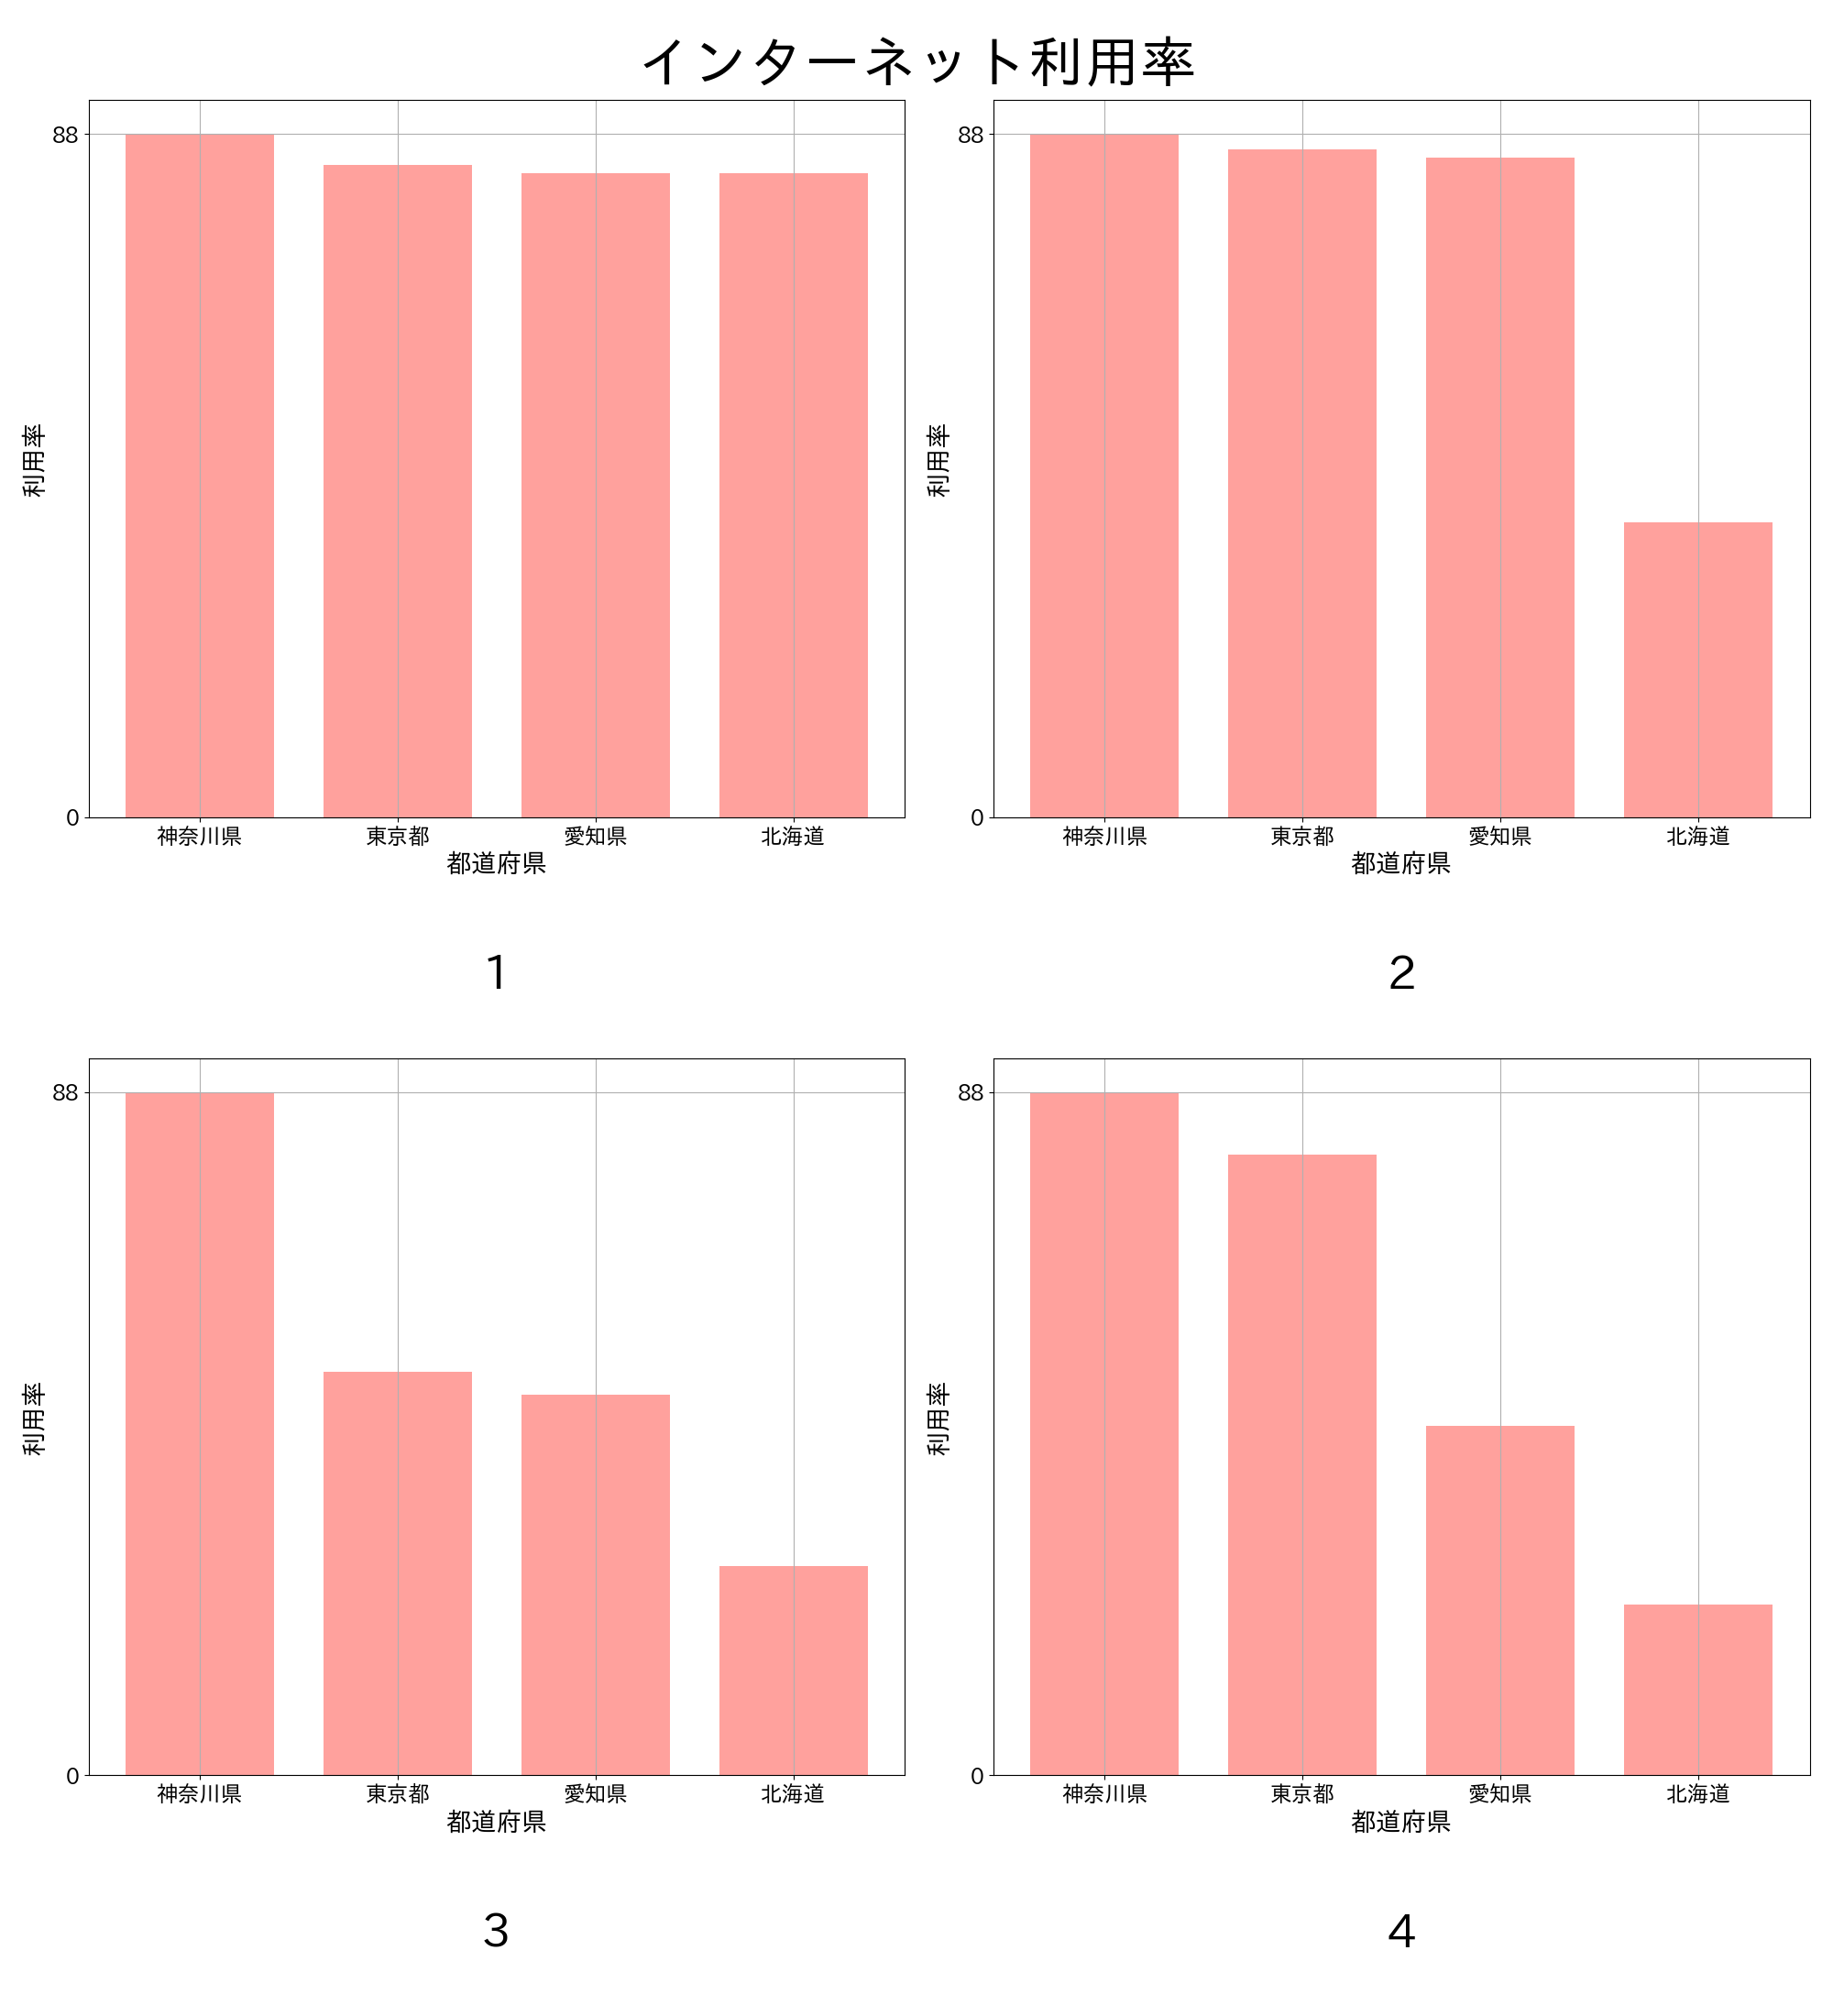 インターネット利用率
88
0
利用率
神奈川県 東京都 愛知県 北海道
都道府県
1
88
0
利用率
神奈川県 東京都 愛知県 北海道
都道府県
2
88
0
利用率
神奈川県 東京都 愛知県 北海道
都道府県
3
88
0
利用率
神奈川県 東京都 愛知県 北海道
都道府県
4